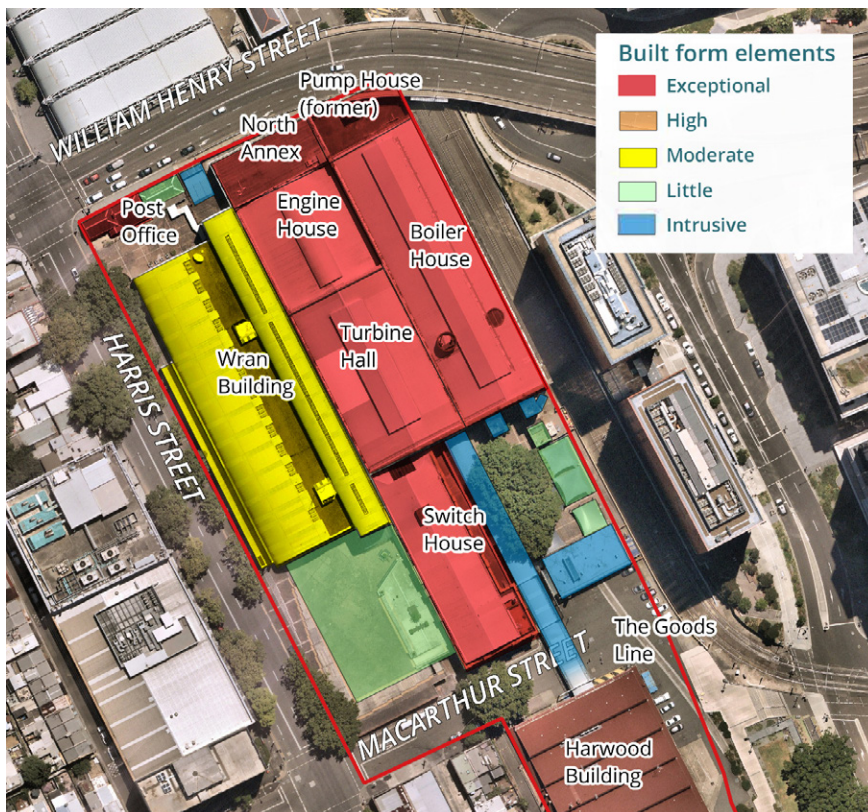 WILLIAM HENRY STREET
Pump House
(former)
North
Annex
Post
Office
Engine
House
Boiler
House
Turbine
Hall
Wran
Building
HARRIS STREET
Switch
House
The Goods
Line
MACARTHUR STREET
Harwood
Building
Built form elements
Exceptional
High
Moderate
Little
Intrusive